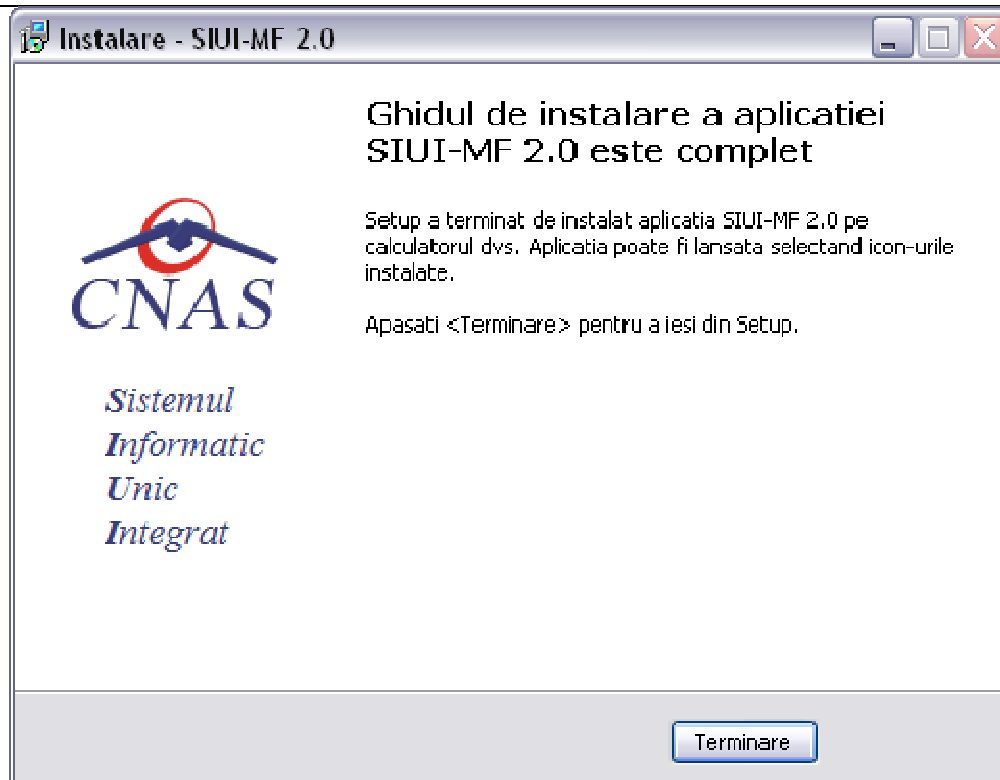 Instalare - SIUI-MF 2.0
Ghidul de instalare a aplicatiei
SIUI-MF 2.0 este complet
Setup a terminat de instalat aplicatia SIUI-MF 2.0 pe
calculatorul dvs. Aplicatia poate fi lansata selectand icon-urile
instalate.
Apasati <Terminare> pentru a iesi din Setup.
CNAS
Sistemul
Informatic
Unic
Integrat
Terminare